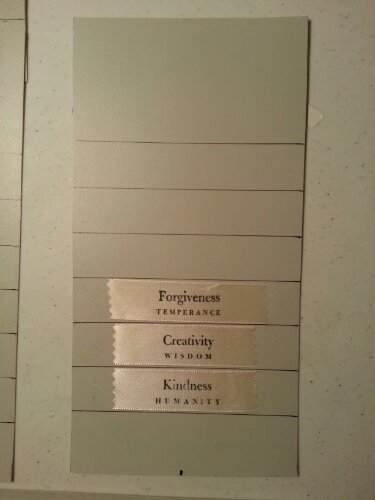 Forgiveness
TEMPERANCE
Creativity
WISDOM
Kindness
HUMANITY